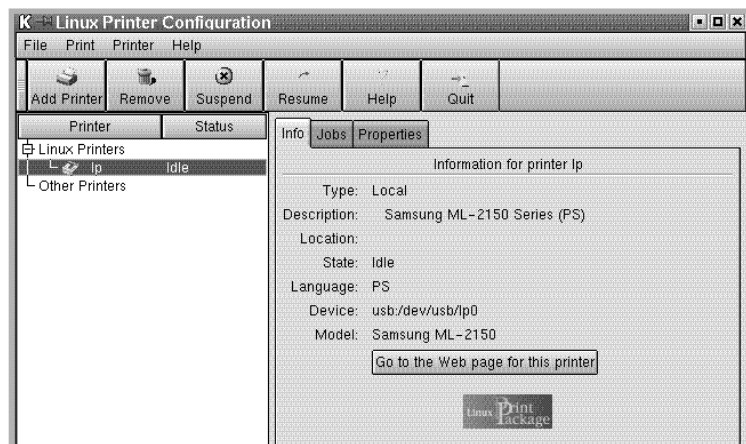 Linux Printer Configuration
File Print Printer Help
Add Printer Remove Suspend Resume Help Quit
Printer Status
Linux Printers
lp Idle
Other Printers
Info Jobs Properties
Information for printer lp
Type: Local
Description: Samsung ML-2150 Series (PS)
Location:
State: Idle
Language: PS
Device: usb:/dev/usb/lp0
Model: Samsung ML-2150
Go to the Web page for this printer
Linux Print
Package